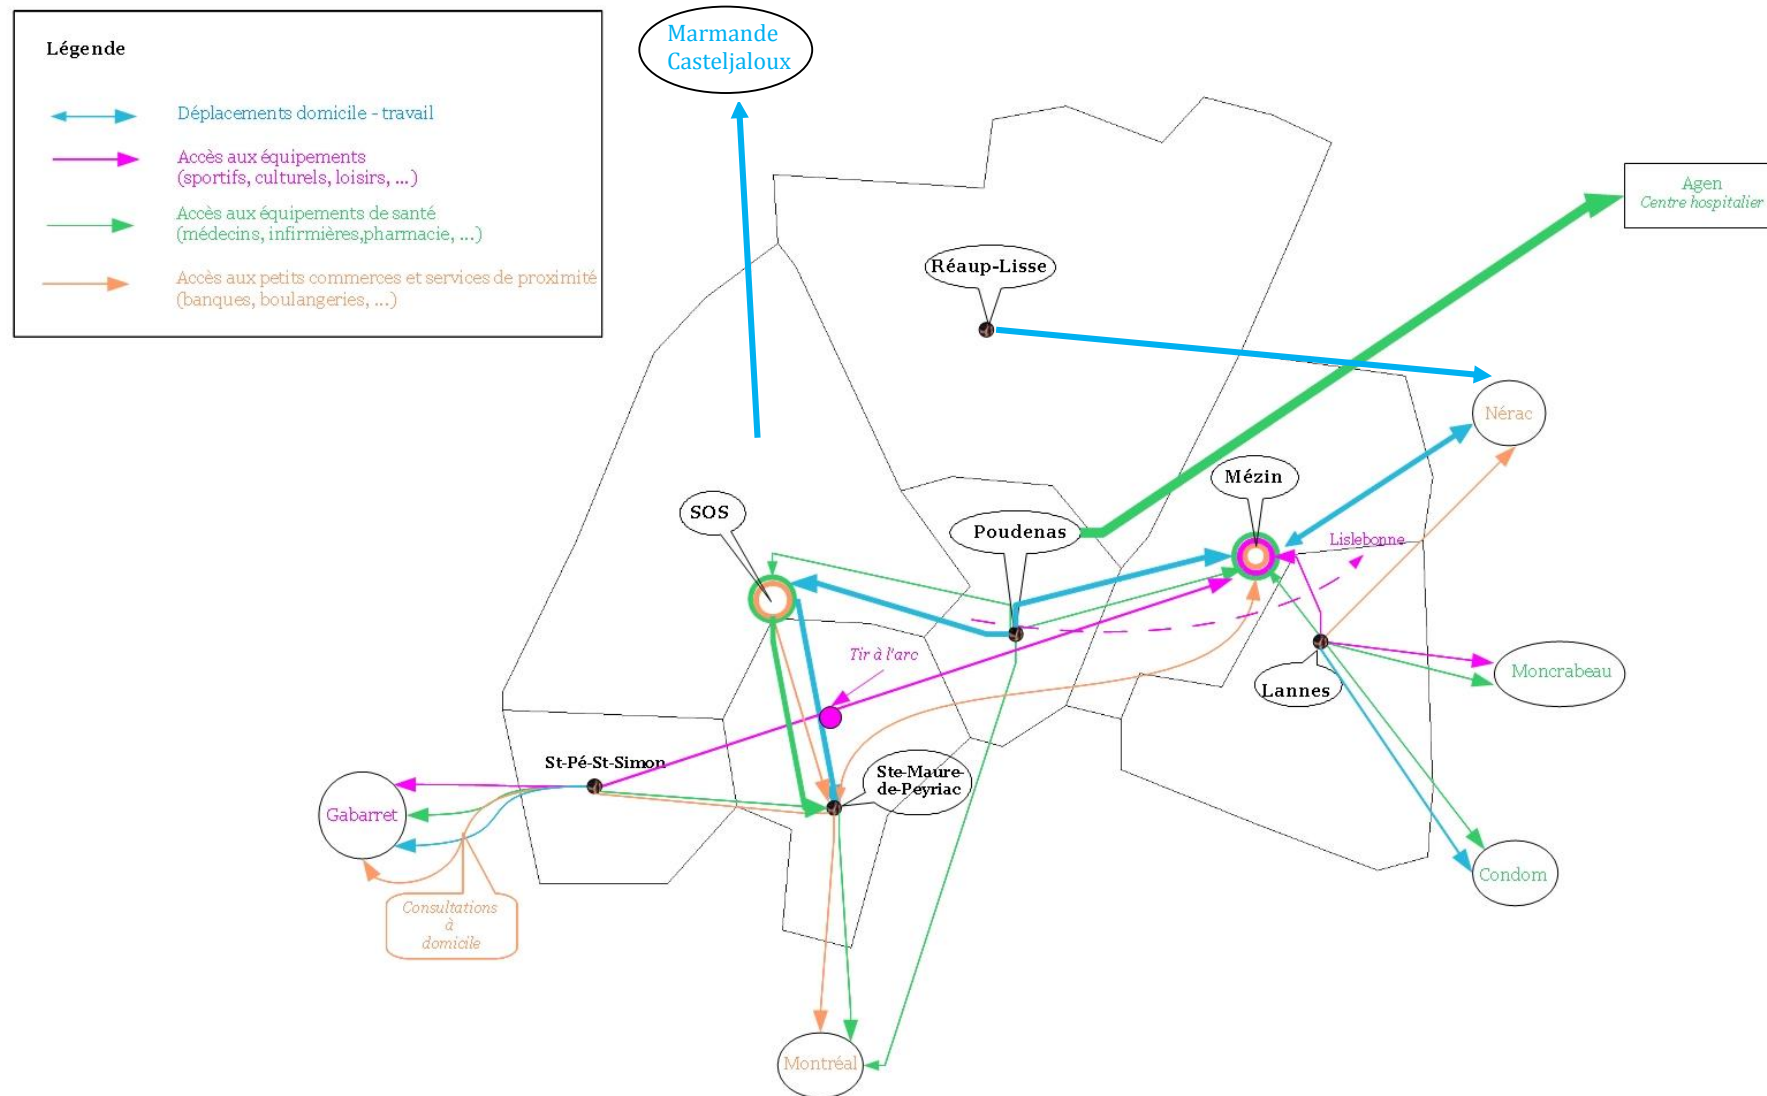 Légende
Déplacements domicile - travail
Accès aux équipements
(sportifs, culturels, loisirs, ...)
Accès aux équipements de santé
(médecins, infirmières,pharmacie, ...)
Accès aux petits commerces et services de proximité
(banques, boulangeries, ...)
Marmande
Casteljaloux
Agen
Centre hospitalier
Réaup-Lisse
Nérac
Mézin
SOS
Poudenas
Lislebonne
Tir à l'arc
Moncrabeau
Lannes
St-Pé-St-Simon
Ste-Maure-
de-Peyriac
Gabarret
Condom
Consultations
à
domicile
Montréal